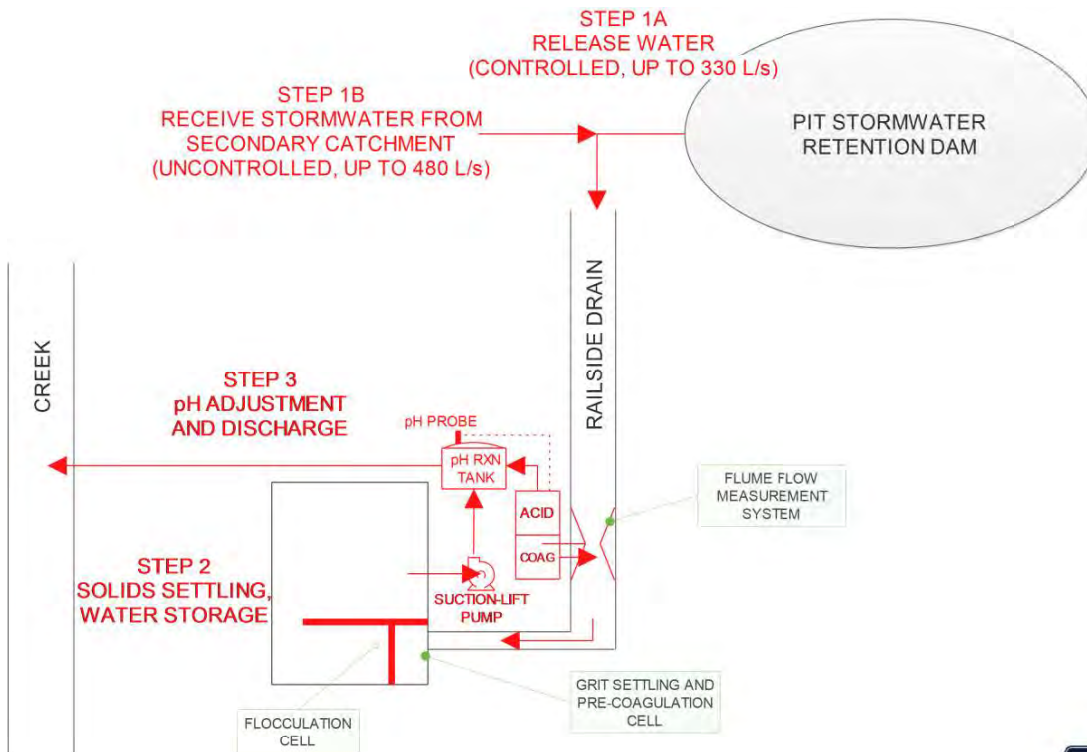 STEP 1A
RELEASE WATER
(CONTROLLED, UP TO 330 L/s)
STEP 1B
RECEIVE STORMWATER FROM
SECONDARY CATCHMENT
(UNCONTROLLED, UP TO 480 L/s)
PIT STORMWATER
RETENTION DAM
CREEK
RAILSIDE DRAIN
STEP 3
pH ADJUSTMENT
AND DISCHARGE
pH PROBE
pH RXN
TANK
ACID
COAG
FLUME FLOW
MEASUREMENT
SYSTEM
STEP 2
SOLIDS SETTLING,
WATER STORAGE
SUCTION-LIFT
PUMP
GRIT SETTLING AND
PRE-COAGULATION
CELL
FLOCCULATION
CELL